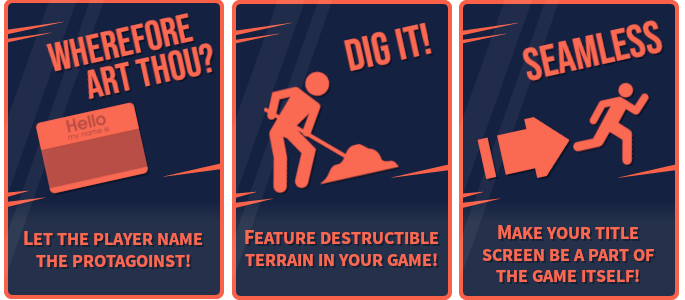 WHEREFORE
ART THOU?
Hello
my name is
LET THE PLAYER NAME
THE PROTAGOINST!
DIG IT!
FEATURE DESTRUCTIBLE
TERRAIN IN YOUR GAME!
SEAMLESS
MAKE YOUR TITLE
SCREEN BE A PART OF
THE GAME ITSELF!